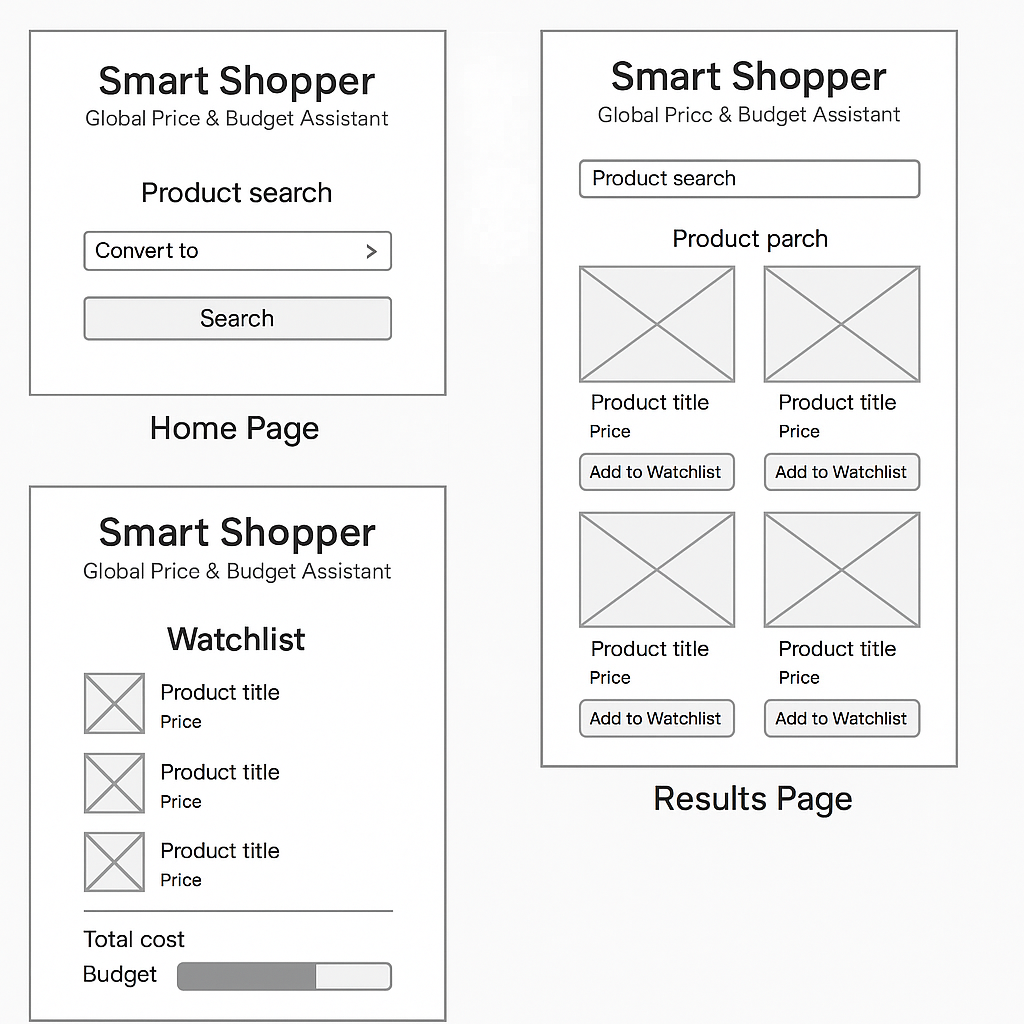 Smart Shopper
Global Price & Budget Assistant
Product search
Convert to
Search
Home Page
Smart Shopper
Global Price & Budget Assistant
Watchlist
Product title
Price
Product title
Price
Product title
Price
Total cost
Budget
Smart Shopper
Global Pricc & Budget Assistant
Product search
Product parch
Product title
Product title
Price
Price
Add to Watchlist
Add to Watchlist
Product title
Product title
Price
Price
Add to Watchlist
Add to Watchlist
Results Page